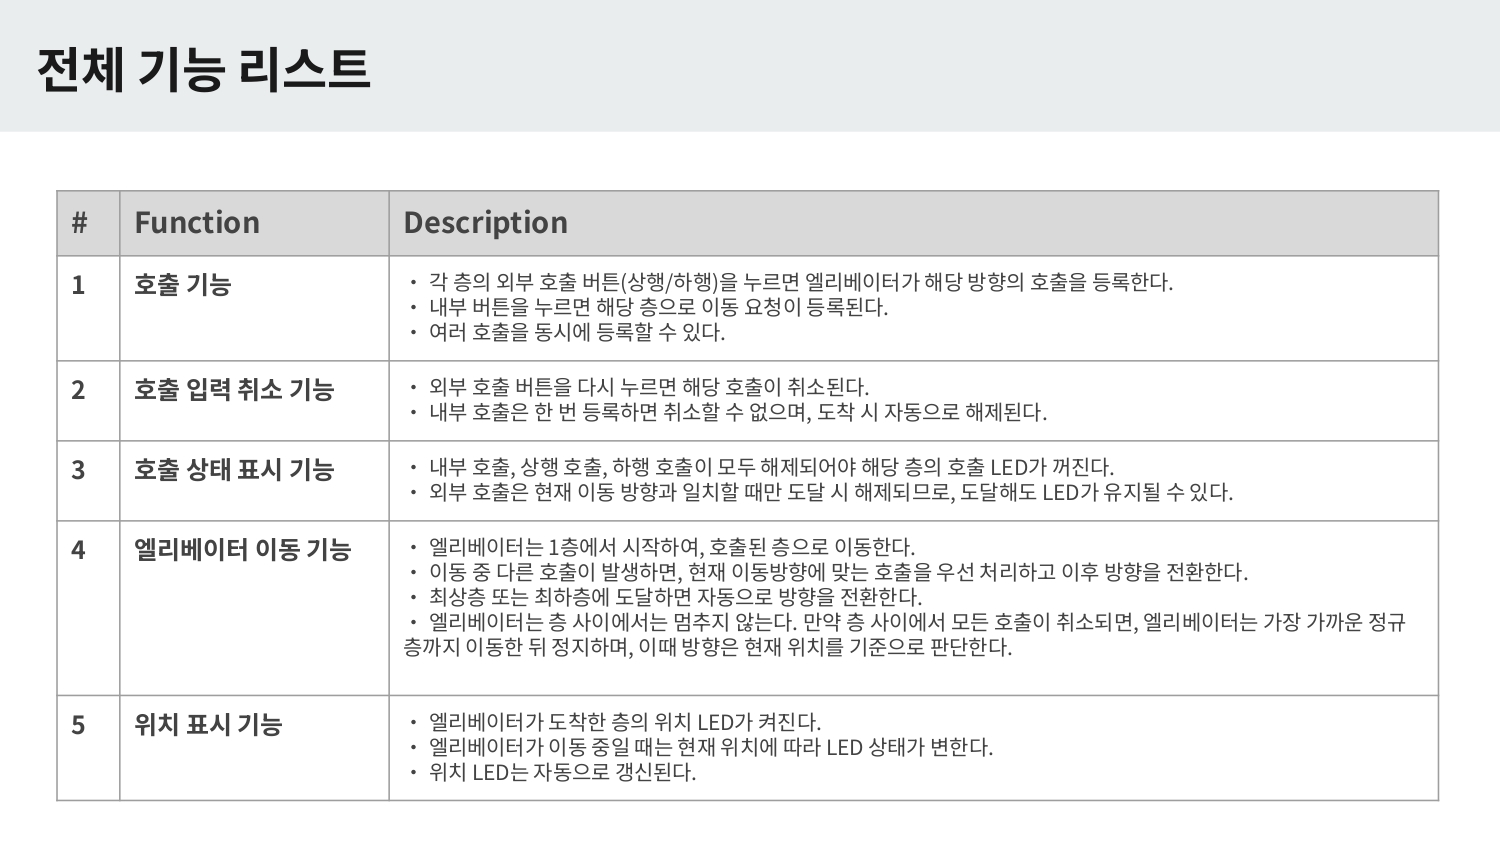 전체 기능 리스트
# Function Description
1 호출 기능
• 각 층의 외부 호출 버튼(상행/하행)을 누르면 엘리베이터가 해당 방향의 호출을 등록한다.
• 내부 버튼을 누르면 해당 층으로 이동 요청이 등록된다.
• 여러 호출을 동시에 등록할 수 있다.
2 호출 입력 취소 기능
• 외부 호출 버튼을 다시 누르면 해당 호출이 취소된다.
• 내부 호출은 한 번 등록하면 취소할 수 없으며, 도착 시 자동으로 해제된다.
3 호출 상태 표시 기능
• 내부 호출, 상행 호출, 하행 호출이 모두 해제되어야 해당 층의 호출 LED가 꺼진다.
• 외부 호출은 현재 이동 방향과 일치할 때만 도달 시 해제되므로, 도달해도 LED가 유지될 수 있다.
4 엘리베이터 이동 기능
• 엘리베이터는 1층에서 시작하여, 호출된 층으로 이동한다.
• 이동 중 다른 호출이 발생하면, 현재 이동방향에 맞는 호출을 우선 처리하고 이후 방향을 전환한다.
• 최상층 또는 최하층에 도달하면 자동으로 방향을 전환한다.
• 엘리베이터는 층 사이에서는 멈추지 않는다. 만약 층 사이에서 모든 호출이 취소되면, 엘리베이터는 가장 가까운 정규
층까지 이동한 뒤 정지하며, 이때 방향은 현재 위치를 기준으로 판단한다.
5 위치 표시 기능
• 엘리베이터가 도착한 층의 위치 LED가 켜진다.
• 엘리베이터가 이동 중일 때는 현재 위치에 따라 LED 상태가 변한다.
• 위치 LED는 자동으로 갱신된다.